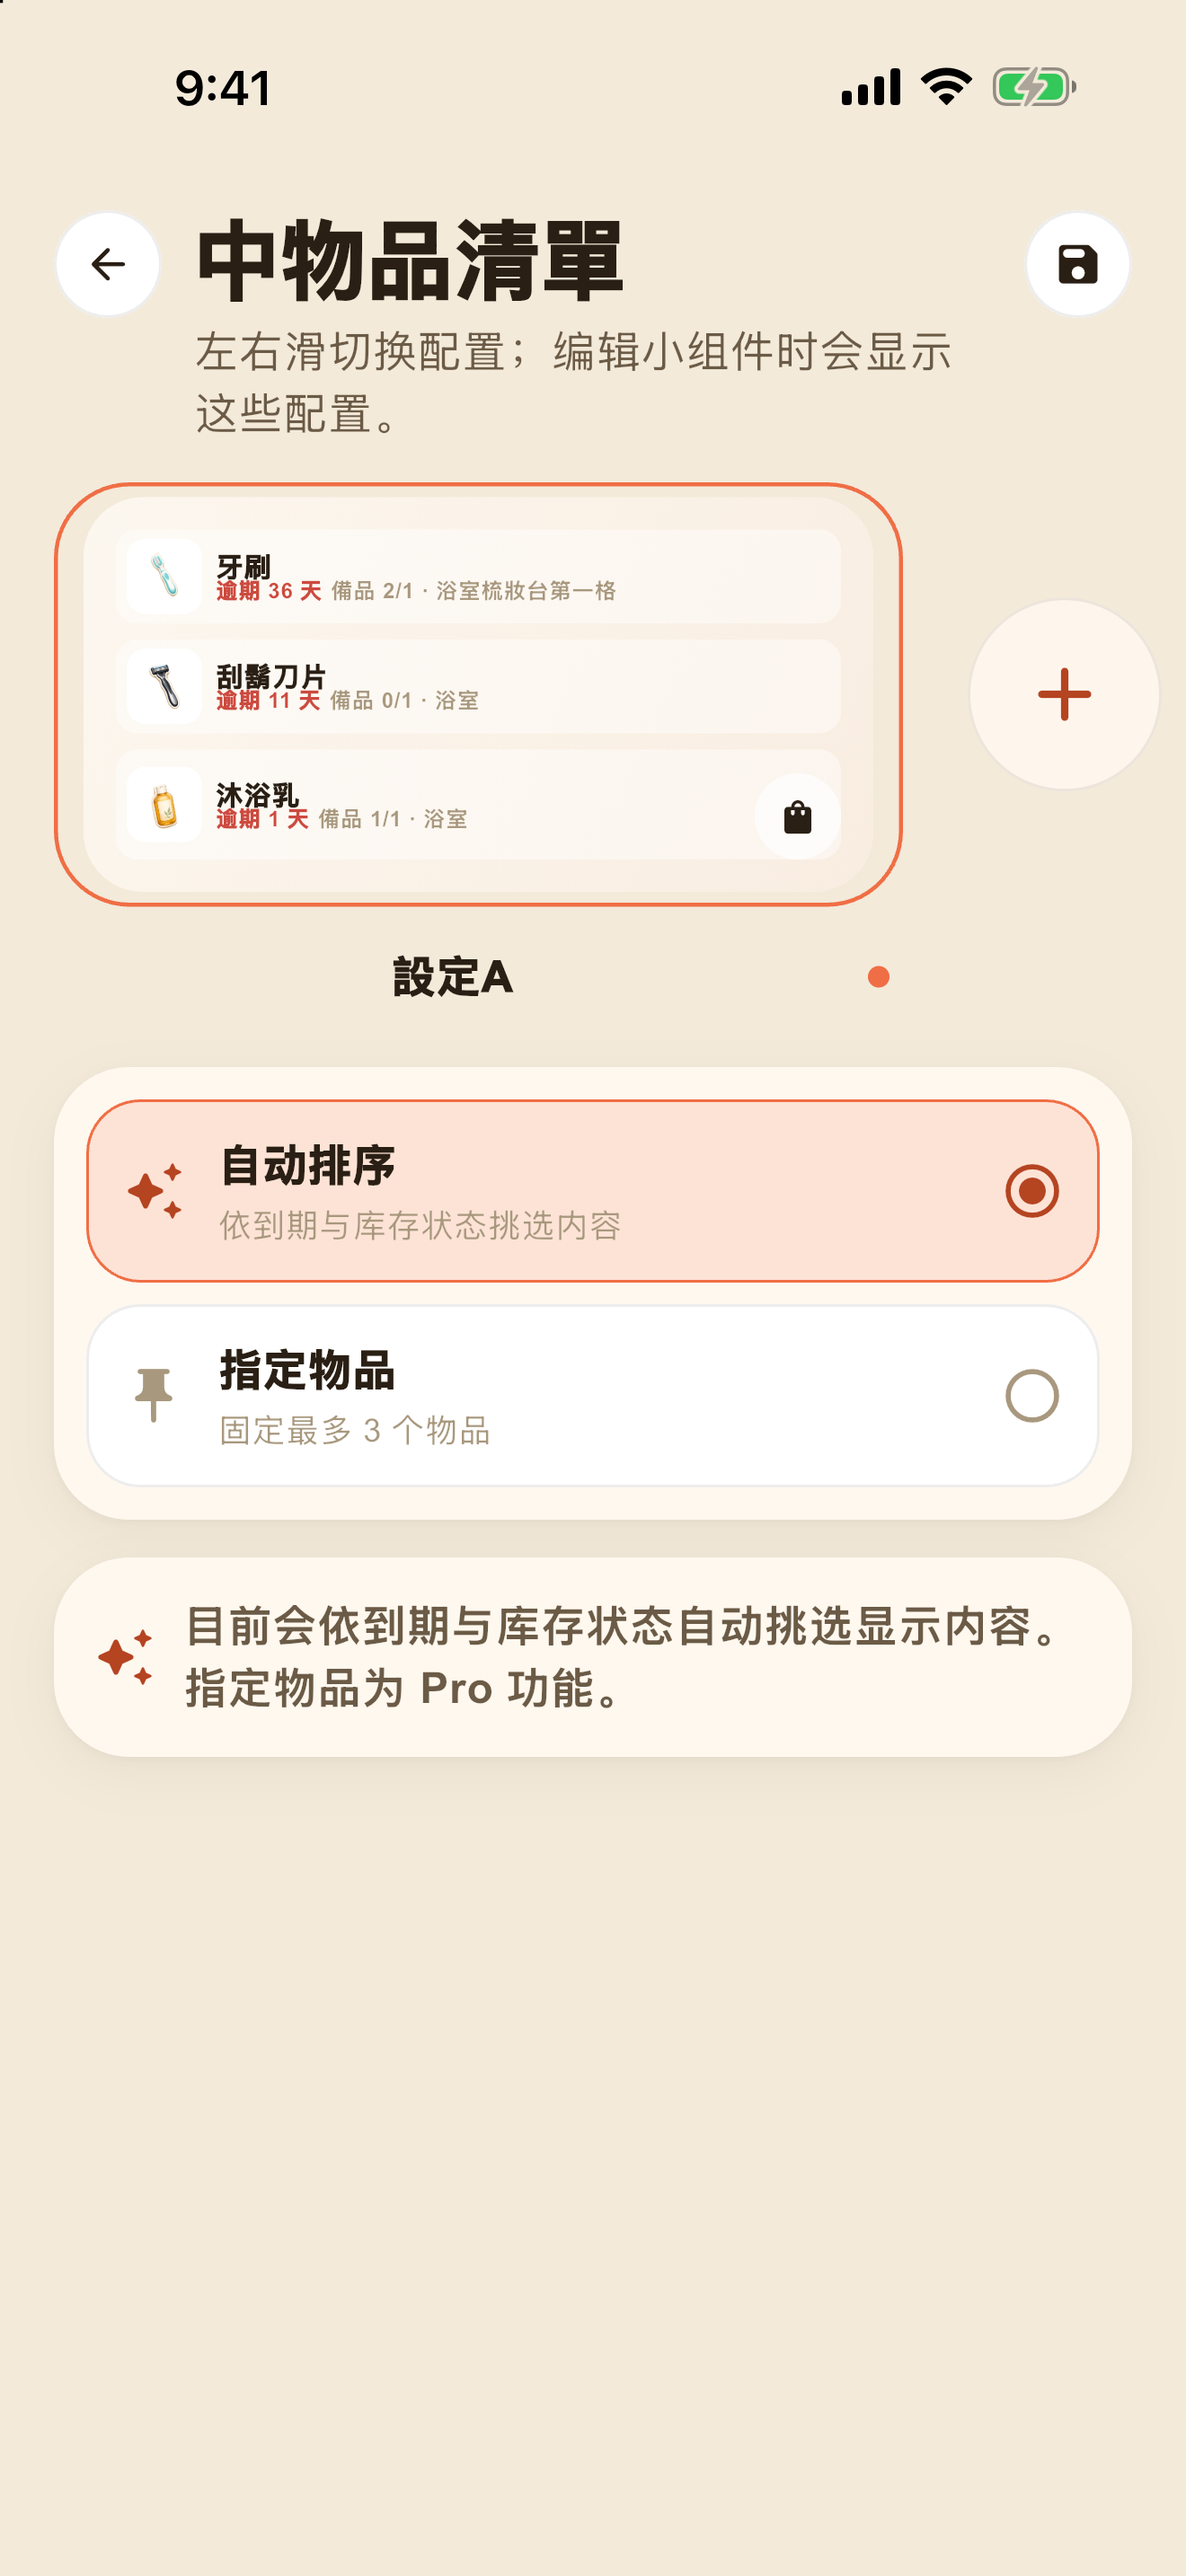 9:41
中物品清單
左右滑切换配置；编辑小组件时会显示
这些配置。
牙刷
逾期 36 天 備品 2/1 · 浴室梳妝台第一格
刮鬍刀片
逾期 11 天 備品 0/1 · 浴室
沐浴乳
逾期 1 天 備品 1/1 · 浴室
設定A
自动排序
依到期与库存状态挑选内容
指定物品
固定最多 3 个物品
目前会依到期与库存状态自动挑选显示内容。
指定物品为 Pro 功能。